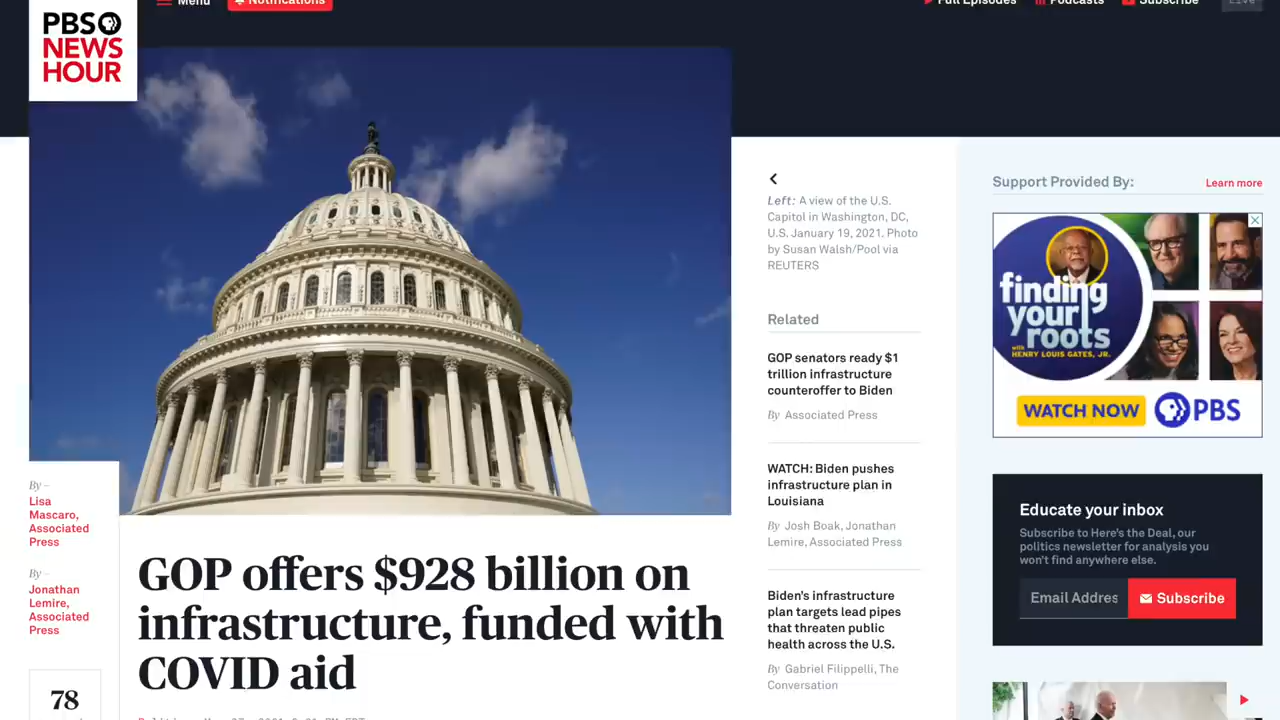 Menu
Notifications
Full Episodes
Podcasts
Subscribe
Live
PBS
NEWS
HOUR
Left: A view of the U.S.
Capitol in Washington, DC,
U.S. January 19, 2021. Photo
by Susan Walsh/Pool via
REUTERS
Related
GOP senators ready $1
trillion infrastructure
counteroffer to Biden
By Associated Press
WATCH: Biden pushes
infrastructure plan in
Louisiana
By Josh Boak, Jonathan
Lemire, Associated Press
Biden's infrastructure
plan targets lead pipes
that threaten public
health across the U.S.
By Gabriel Filippelli, The
Conversation
Support Provided By:
Learn more
finding
your
roots
with
HENRY LOUIS GATES, JR.
WATCH NOW
PBS
Educate your inbox
Subscribe to Here's the Deal, our
politics newsletter for analysis you
won't find anywhere else.
Email Addres
Subscribe
By –
Lisa
Mascaro,
Associated
Press
By –
Jonathan
Lemire,
Associated
Press
78
GOP offers $928 billion on
infrastructure, funded with
COVID aid